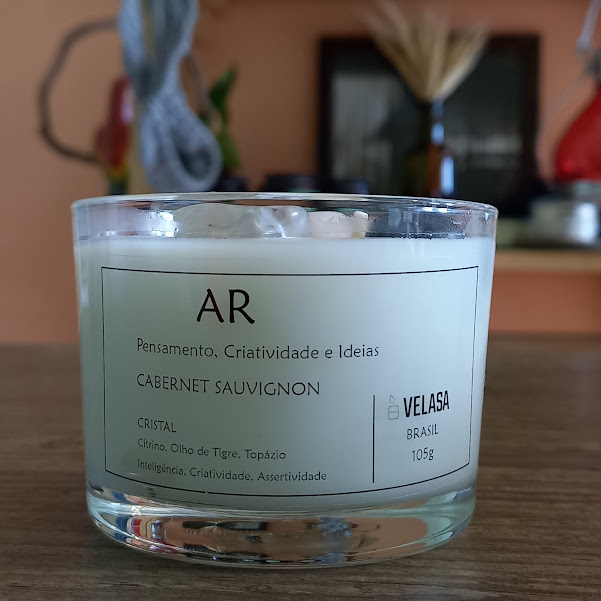 AR
Pensamento, Criatividade e Ideias
CABERNET SAUVIGNON
CRISTAL
Citrino, Olho de Tigre, Topázio
Inteligência, Criatividade, Assertividade
VELASA
BRASIL
105g